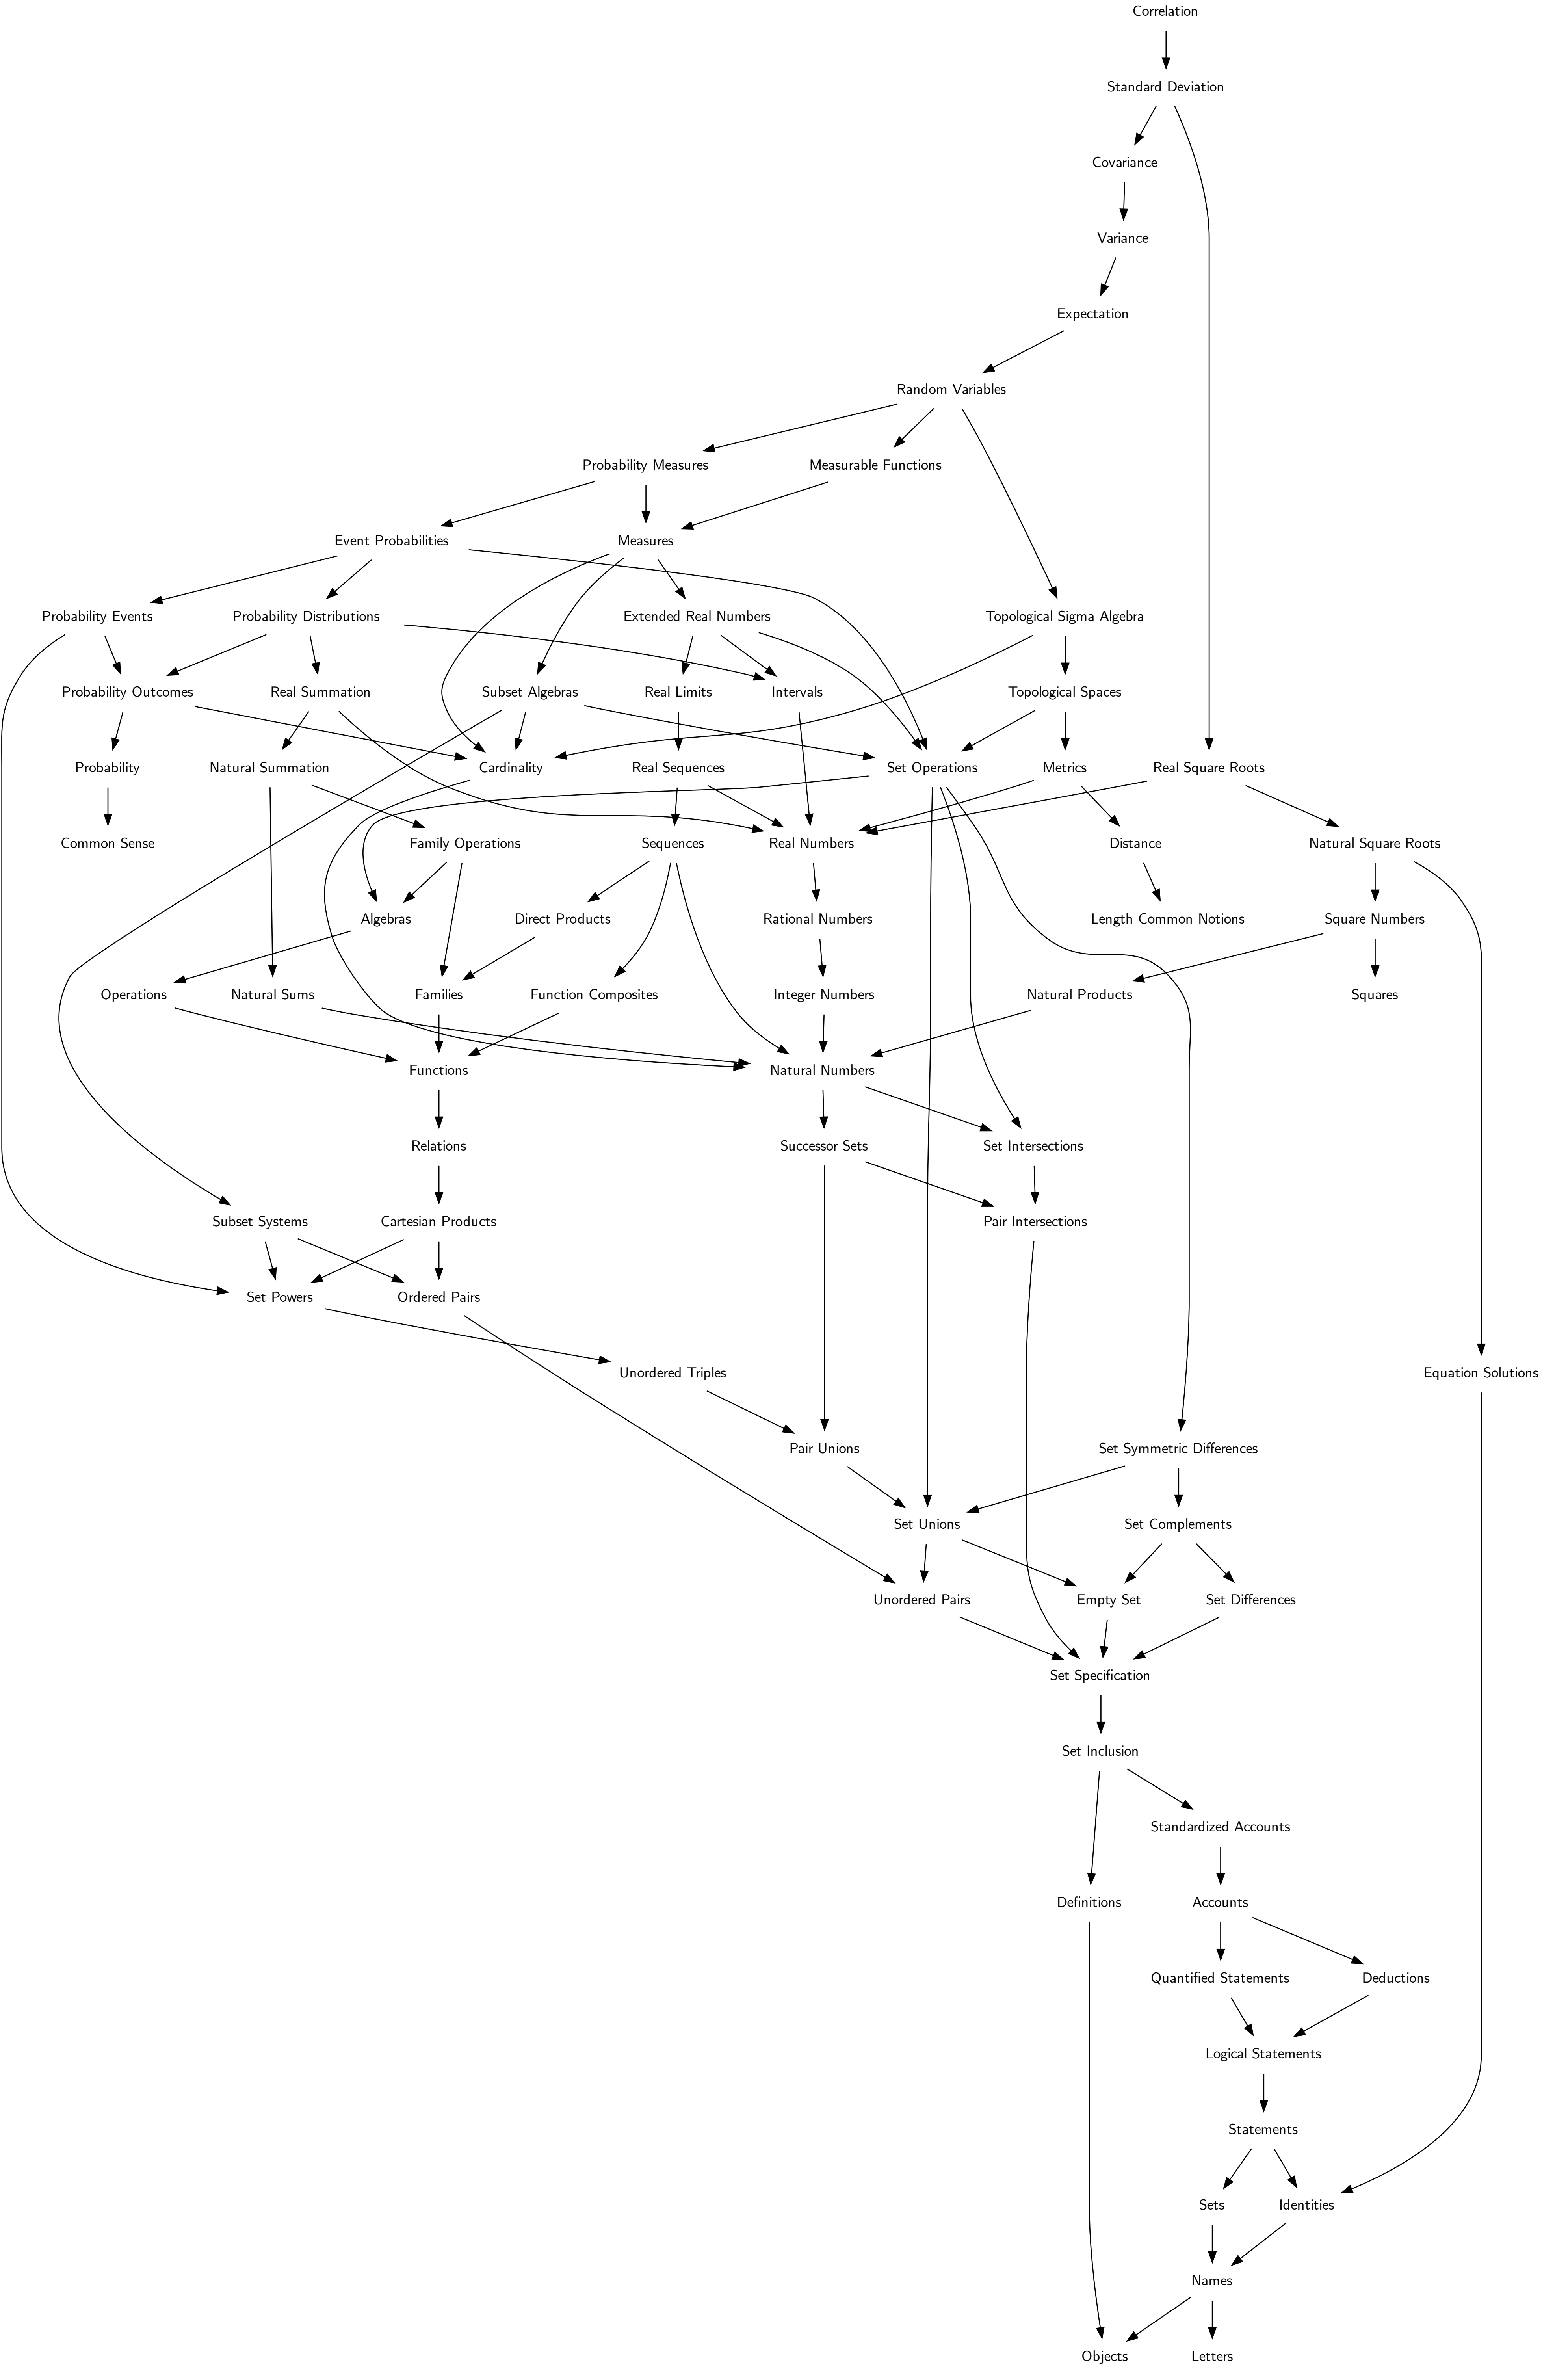 Correlation
Standard Deviation
Covariance
Variance
Expectation
Random Variables
Probability Measures
Measurable Functions
Event Probabilities
Measures
Probability Events
Probability Distributions
Extended Real Numbers
Topological Sigma Algebra
Probability Outcomes
Real Summation
Subset Algebras
Real Limits
Intervals
Topological Spaces
Probability
Natural Summation
Cardinality
Real Sequences
Set Operations
Metrics
Real Square Roots
Common Sense
Family Operations
Sequences
Real Numbers
Distance
Natural Square Roots
Algebras
Direct Products
Rational Numbers
Length Common Notions
Square Numbers
Operations
Natural Sums
Families
Function Composites
Integer Numbers
Natural Products
Squares
Functions
Natural Numbers
Relations
Successor Sets
Set Intersections
Subset Systems
Cartesian Products
Pair Intersections
Set Powers
Ordered Pairs
Unordered Triples
Equation Solutions
Pair Unions
Set Symmetric Differences
Set Unions
Set Complements
Unordered Pairs
Empty Set
Set Differences
Set Specification
Set Inclusion
Standardized Accounts
Definitions
Accounts
Quantified Statements
Deductions
Logical Statements
Statements
Sets
Identities
Names
Objects
Letters